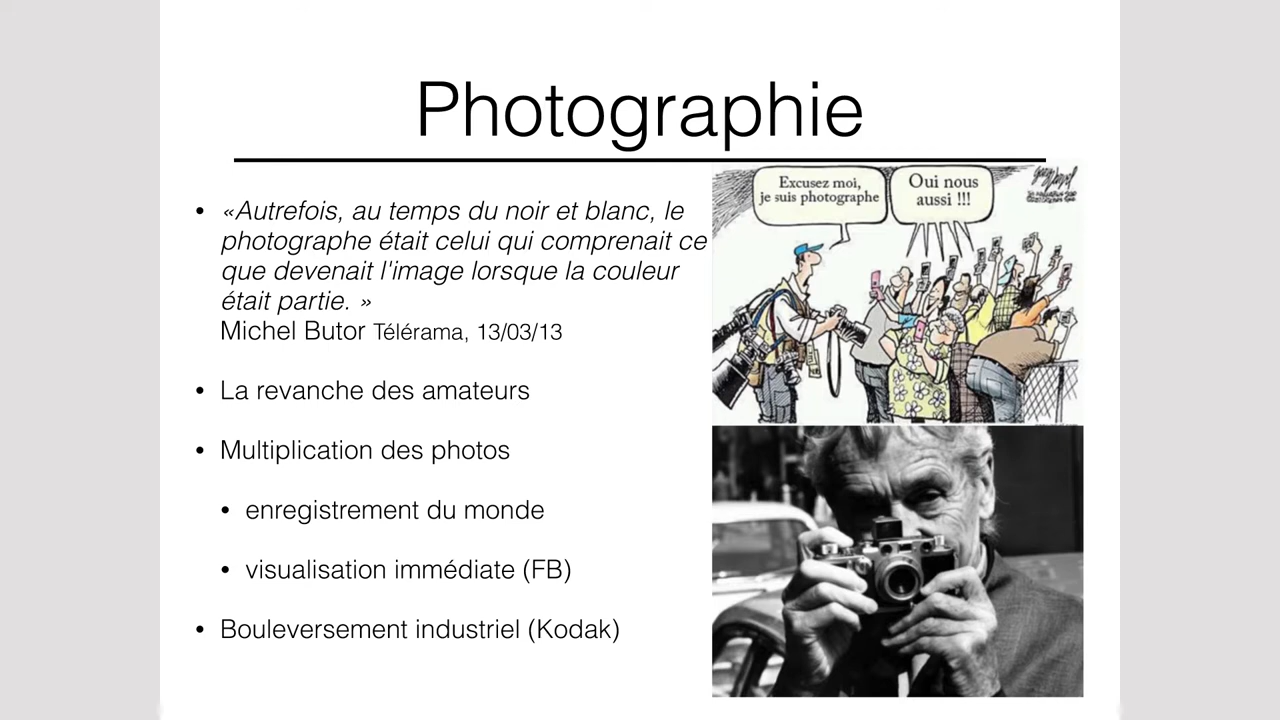 Photographie
• «Autrefois, au temps du noir et blanc, le
photographe était celui qui comprenait ce
que devenait l'image lorsque la couleur
était partie. »
Michel Butor Télérama, 13/03/13
• La revanche des amateurs
• Multiplication des photos
• enregistrement du monde
• visualisation immédiate (FB)
• Bouleversement industriel (Kodak)
Excusez moi,
je suis photographe
Oui nous
aussi !!!